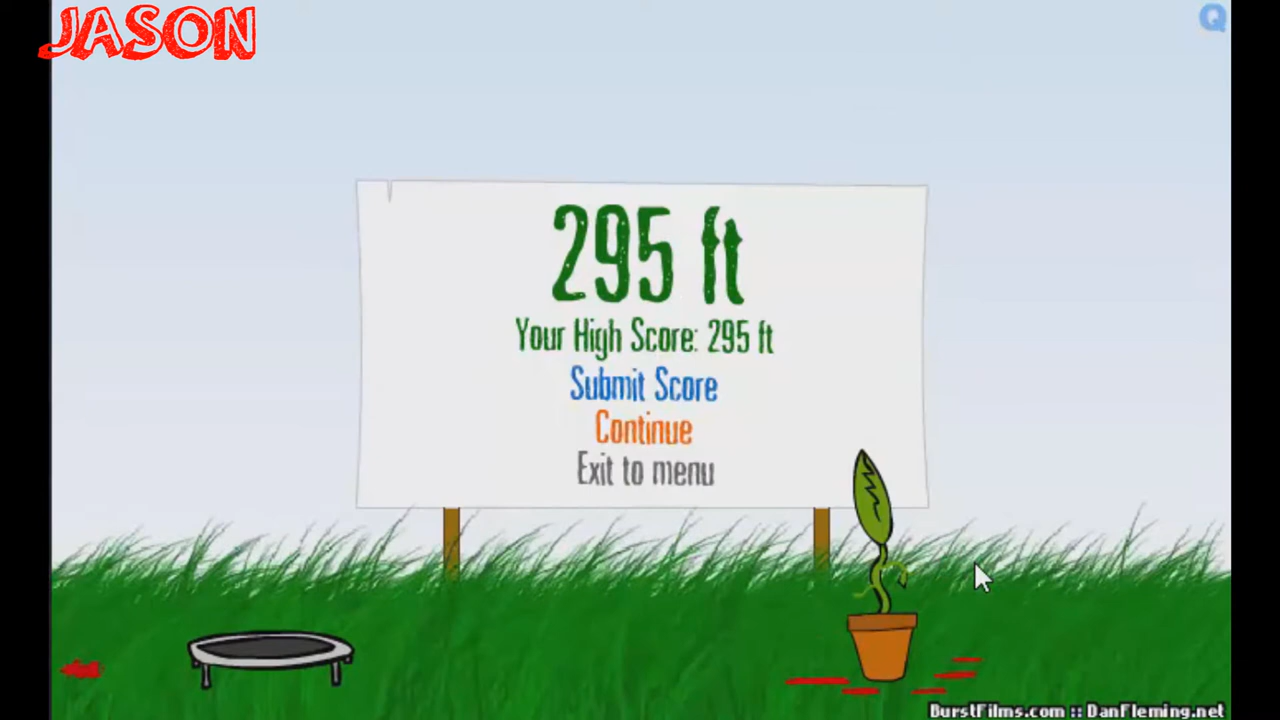 JASON
Q
295 ft
Your High Score: 295 ft
Submit Score
Continue
Exit to menu
BurstFilms.com :: DanFleming.net